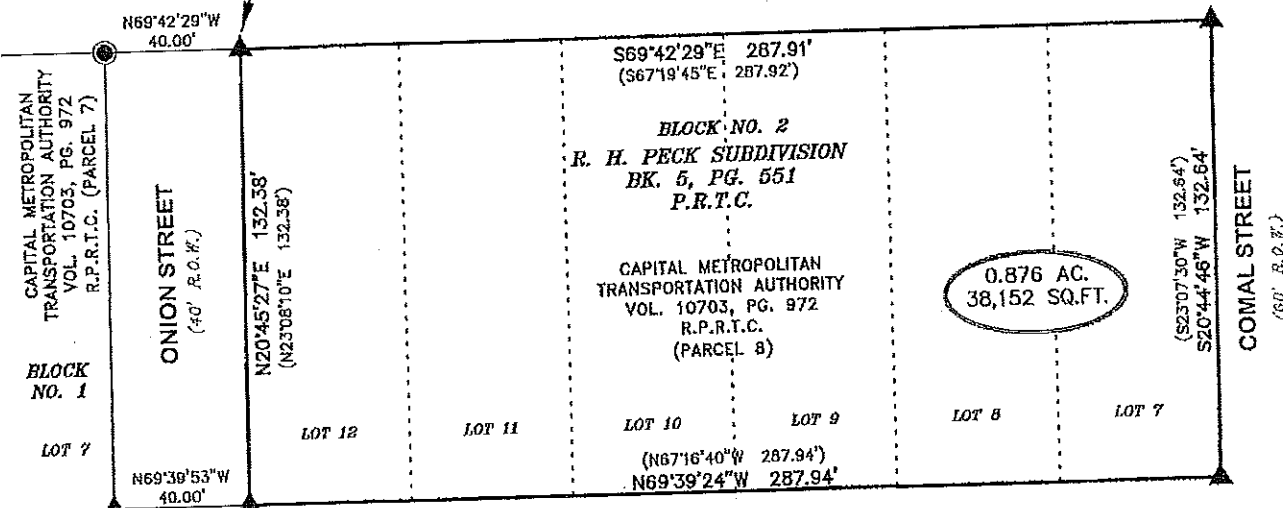 N69°42'29"W
40.00'
CAPITAL METROPOLITAN
TRANSPORTATION AUTHORITY
VOL. 10703, PG. 972
R.P.R.T.C. (PARCEL 7)
BLOCK
NO. 1
LOT 7
ONION STREET
(40' R.O.W.)
N69°39'53"W
40.00'
N20°45'27"E 132.38'
(N23°08'10"E 132.38')
S69°42'29"E 287.91'
(S67°19'45"E 287.92')
BLOCK NO. 2
R. H. PECK SUBDIVISION
BK. 5, PG. 551
P.R.T.C.
CAPITAL METROPOLITAN
TRANSPORTATION AUTHORITY
VOL. 10703, PG. 972
R.P.R.T.C.
(PARCEL 8)
0.876 AC.
38,152 SQ.FT.
LOT 12
LOT 11
LOT 10
LOT 9
LOT 8
LOT 7
(N67°16'40"W 287.94')
N69°39'24"W 287.94'
(S23°07'30"W 132.64')
S20°44'46"W 132.64'
COMAL STREET
(60' R.O.W.)